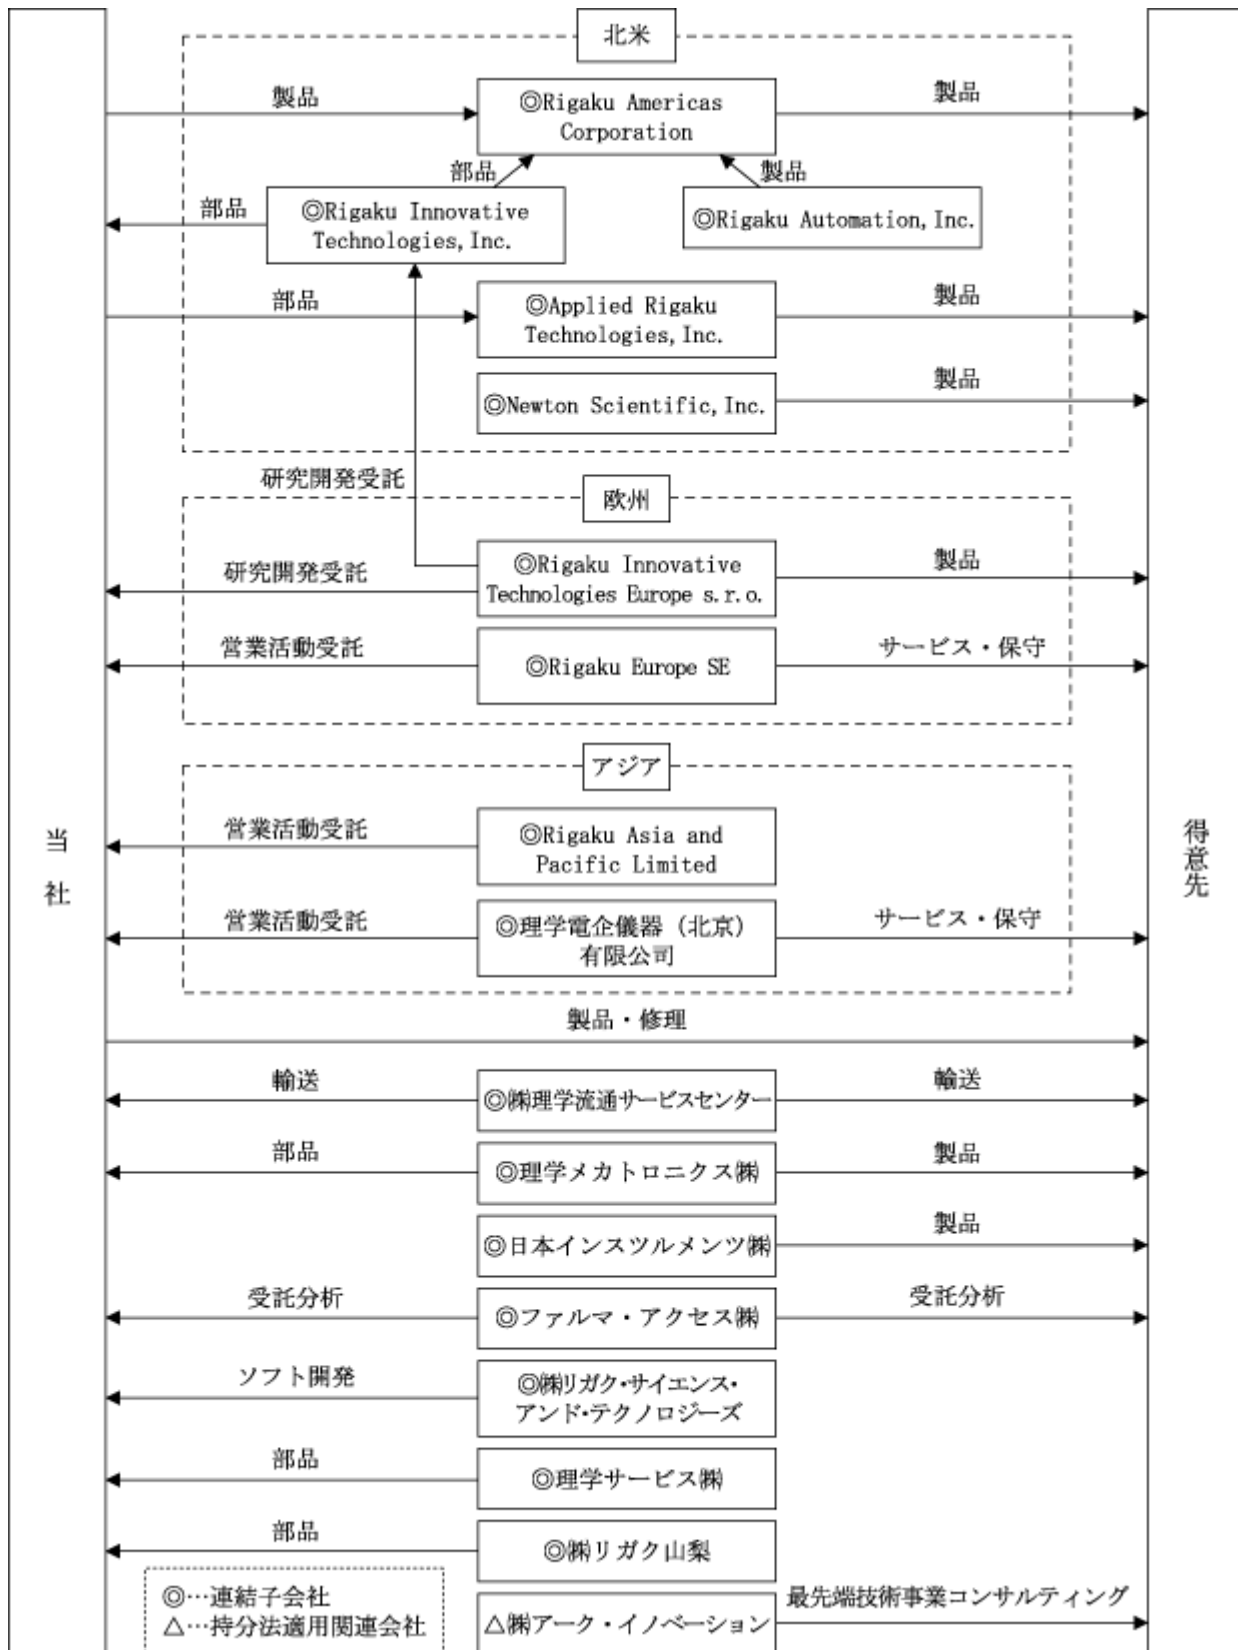 北米
製品
◎Rigaku Americas
Corporation
製品
部品
製品
部品
◎Rigaku Innovative
Technologies, Inc.
◎Rigaku Automation, Inc.
部品
◎Applied Rigaku
Technologies, Inc.
製品
◎Newton Scientific, Inc.
製品
研究開発受託
欧州
研究開発受託
◎Rigaku Innovative
Technologies Europe s.r.o.
製品
営業活動受託
◎Rigaku Europe SE
サービス・保守
アジア
当社
得意先
営業活動受託
◎Rigaku Asia and
Pacific Limited
営業活動受託
◎理学電企儀器（北京）
有限公司
サービス・保守
製品・修理
輸送
◎㈱理学流通サービスセンター
輸送
部品
◎理学メカトロニクス㈱
製品
◎日本インスツルメンツ㈱
製品
受託分析
◎ファルマ・アクセス㈱
受託分析
ソフト開発
◎㈱リガク・サイエンス・
アンド・テクノロジーズ
部品
◎理学サービス㈱
部品
◎㈱リガク山梨
◎…連結子会社
△…持分法適用関連会社
△㈱アーク・イノベーション
最先端技術事業コンサルティング